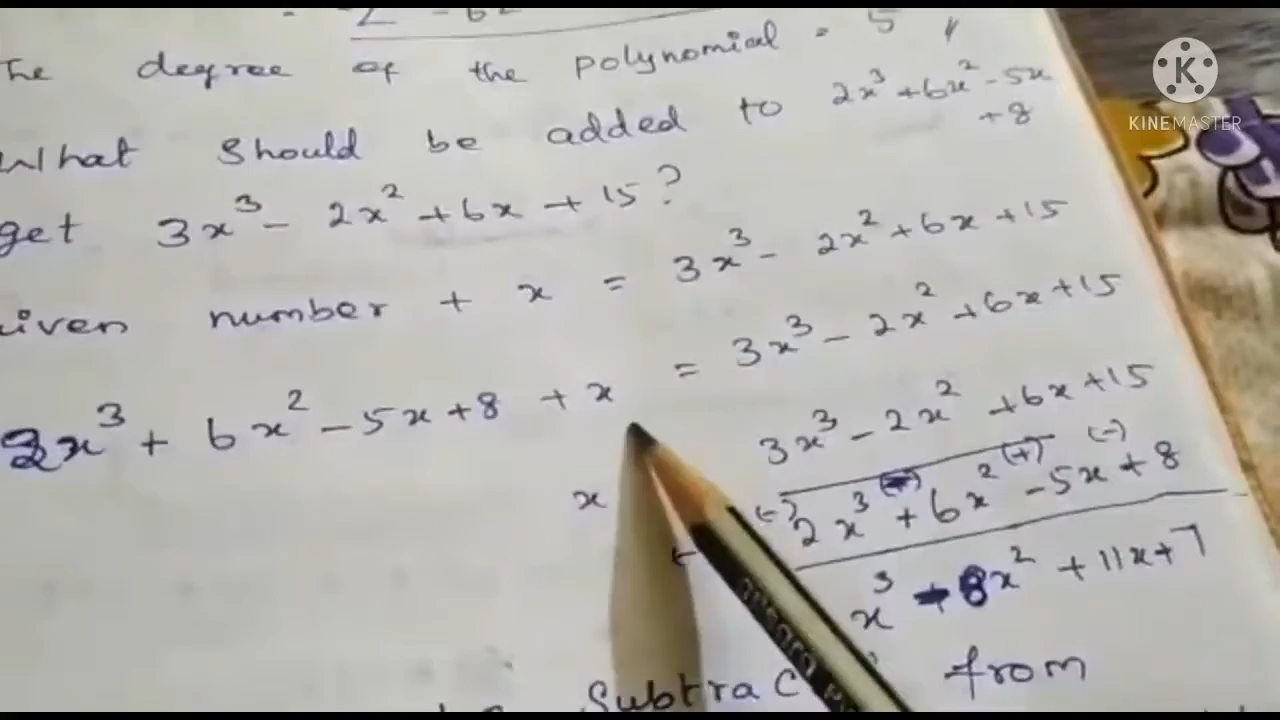 The degree of the polynomial = 5 //
What should be added to 2x³ + 6x² - 5x
+ 8
get 3x³ - 2x² + 6x + 15?
given number + x = 3x³ - 2x² + 6x + 15
2x³ + 6x² - 5x + 8 + x = 3x³ - 2x² + 6x + 15
3x³ - 2x² + 6x + 15
x
(-) (-) (+) (-)
2x³ + 6x² - 5x + 8
x³ - 8x² + 11x + 7
Subtrac from
K
KINEMASTER